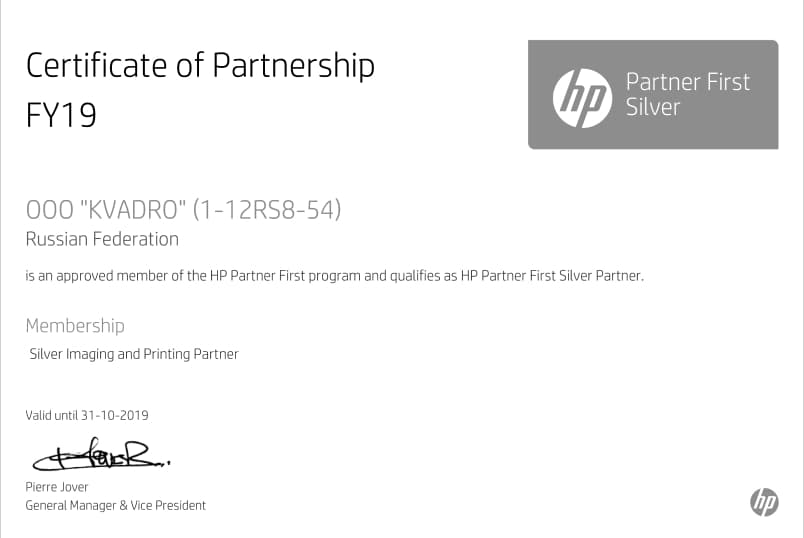 Certificate of Partnership
FY19
hp
Partner First
Silver
OOO "KVADRO" (1-12RS8-54)
Russian Federation
is an approved member of the HP Partner First program and qualifies as HP Partner First Silver Partner.
Membership
Silver Imaging and Printing Partner
Valid until 31-10-2019
Pierre Jover
General Manager & Vice President
hp